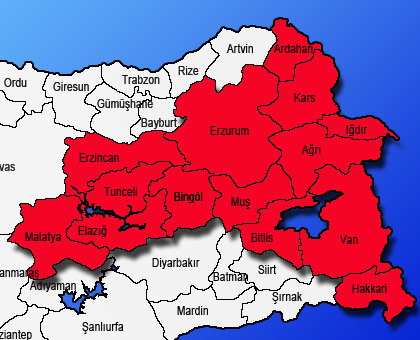 Artvin
Ardahan
Rize
Trabzon
Ordu
Giresun
Gümüşhane
Kars
Bayburt
Erzurum
Iğdır
Ağrı
Erzincan
vas
Tunceli
Bingöl
Muş
Elazığ
Malatya
Bitlis
Van
Diyarbakır
Siirt
Batman
anmaraş
Adıyaman
Hakkari
Şırnak
Mardin
Şanlıurfa
ziantep